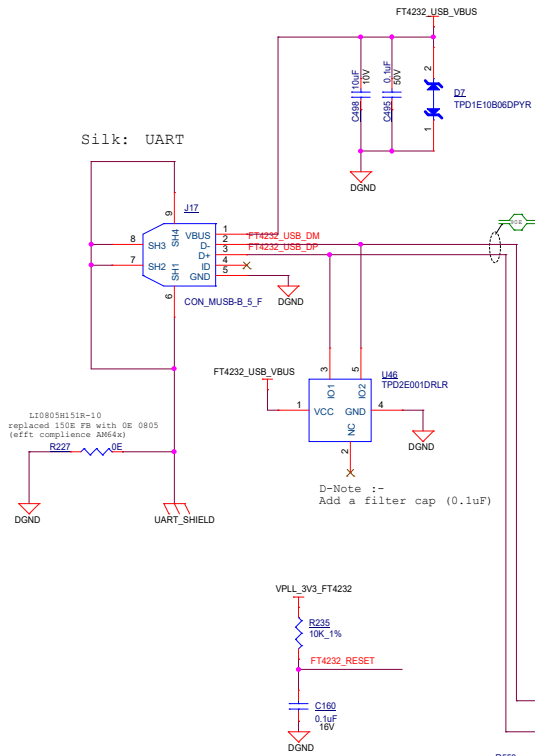 FT4232_USB_VBUS
2
10uF
10V
C498
0.1uF
50V
C495
D7
TPD1E10B06DPYR
1
Silk: UART
DGND
J17
9
SH4
VBUS
1
FT4232_USB_DM
8
SH3
D-
2
D+
3
FT4232_USB_DP
7
SH2
ID
4
SH1
GND
5
6
CON_MUSB-B_5_F
DGND
FT4232_USB_VBUS
3
5
U46
TPD2E001DRLR
IO1
IO2
1
VCC
GND
4
NC
2
DGND
LI0805H151R-10
replaced 150E FB with 0E 0805
(efft complience AM64x)
R227
0E
D-Note :-
Add a filter cap (0.1uF)
DGND
UART_SHIELD
VPLL_3V3_FT4232
R235
10K_1%
FT4232_RESET
C160
0.1uF
16V
DGND